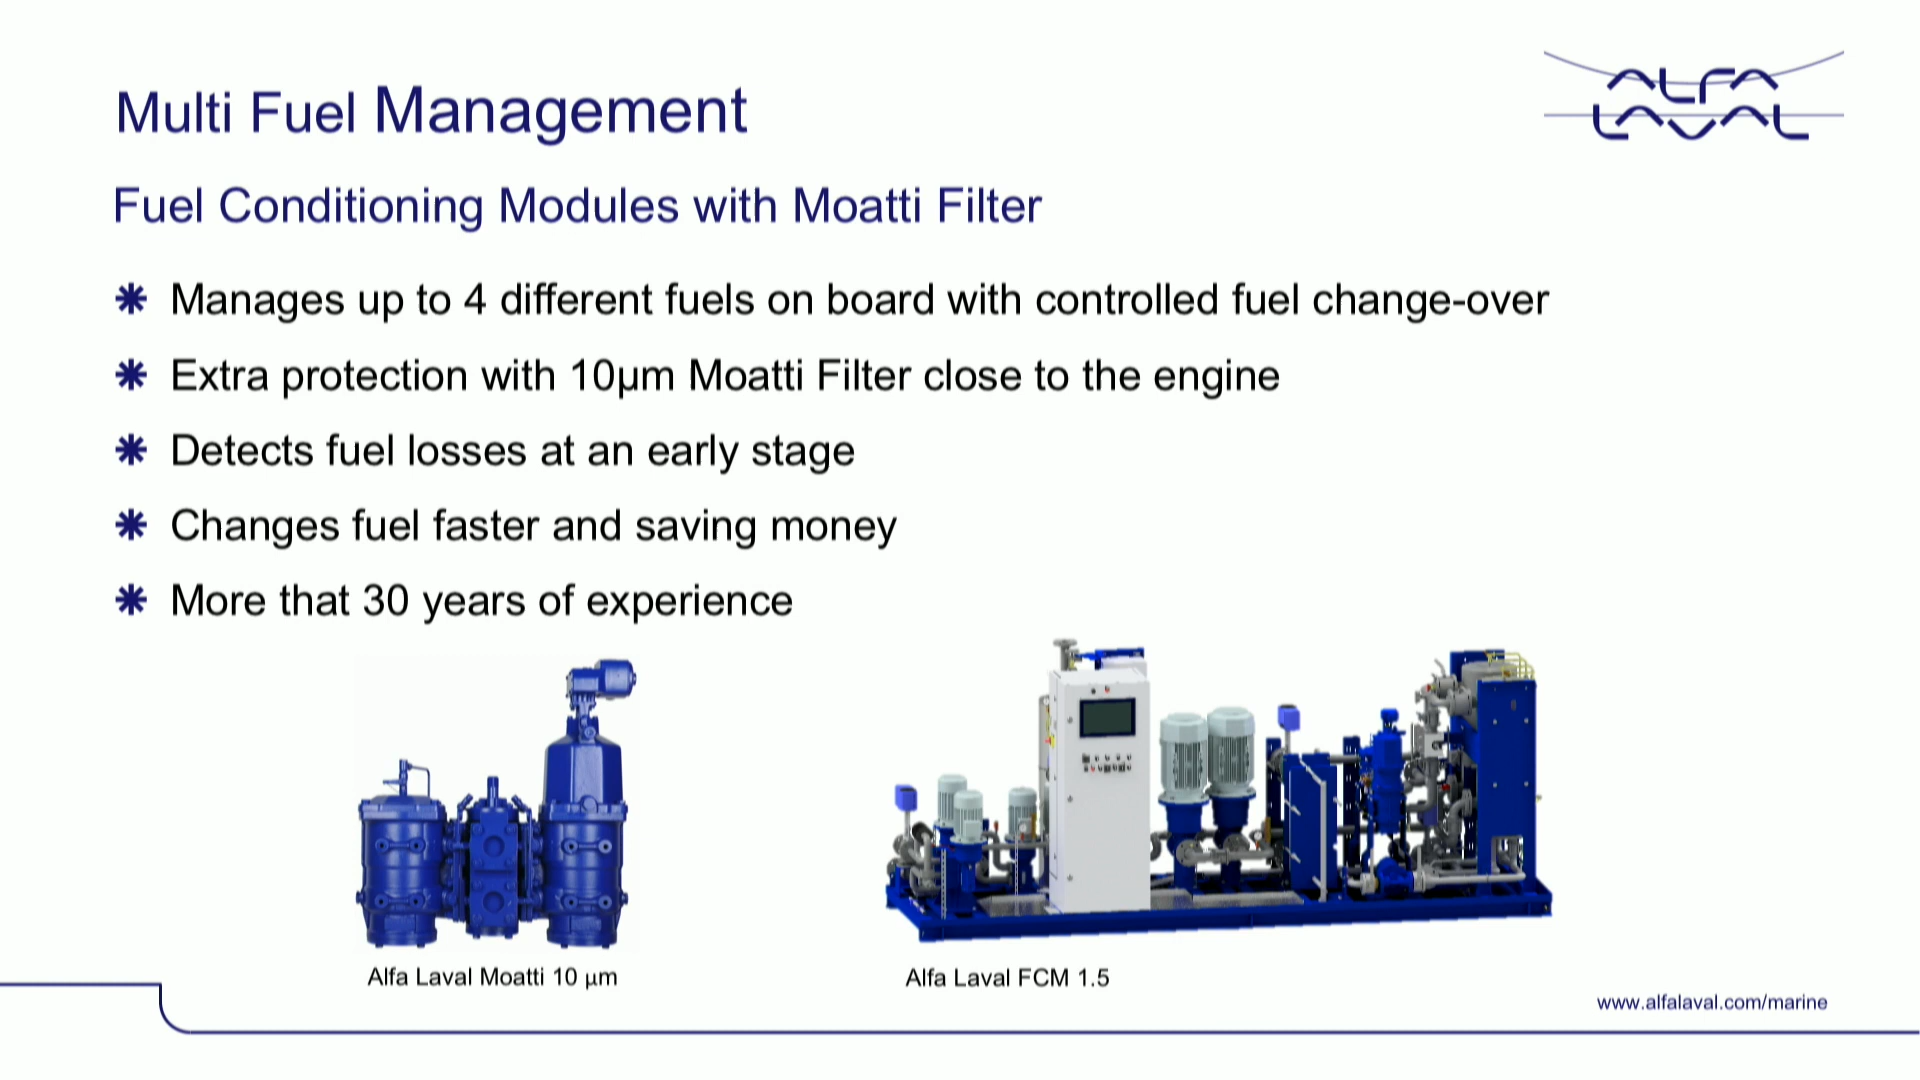 ALFA
LAVAL
Multi Fuel Management
Fuel Conditioning Modules with Moatti Filter
Manages up to 4 different fuels on board with controlled fuel change-over
Extra protection with 10µm Moatti Filter close to the engine
Detects fuel losses at an early stage
Changes fuel faster and saving money
More that 30 years of experience
Alfa Laval Moatti 10 µm
Alfa Laval FCM 1.5
www.alfalaval.com/marine